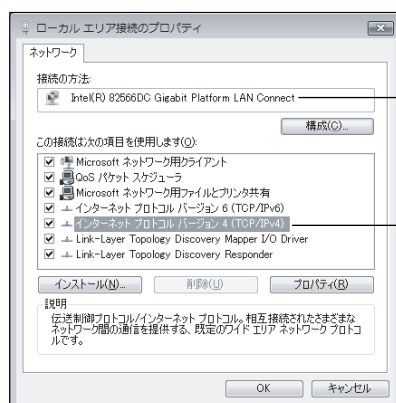 ローカル エリア接続のプロパティ
ネットワーク
接続の方法:
Intel(R) 82566DC Gigabit Platform LAN Connect
構成(C)...
この接続は次の項目を使用します(O):
Microsoft ネットワーク用クライアント
QoS パケット スケジューラ
Microsoft ネットワーク用ファイルとプリンタ共有
インターネット プロトコル バージョン 6 (TCP/IPv6)
インターネット プロトコル バージョン 4 (TCP/IPv4)
Link-Layer Topology Discovery Mapper I/O Driver
Link-Layer Topology Discovery Responder
インストール(N)...
削除(U)
プロパティ(R)
説明
伝送制御プロトコル/インターネット プロトコル。相互接続されたさまざまな
ネットワーク間の通信を提供する、既定のワイド エリア ネットワーク プロトコ
ルです。
OK
キャンセル